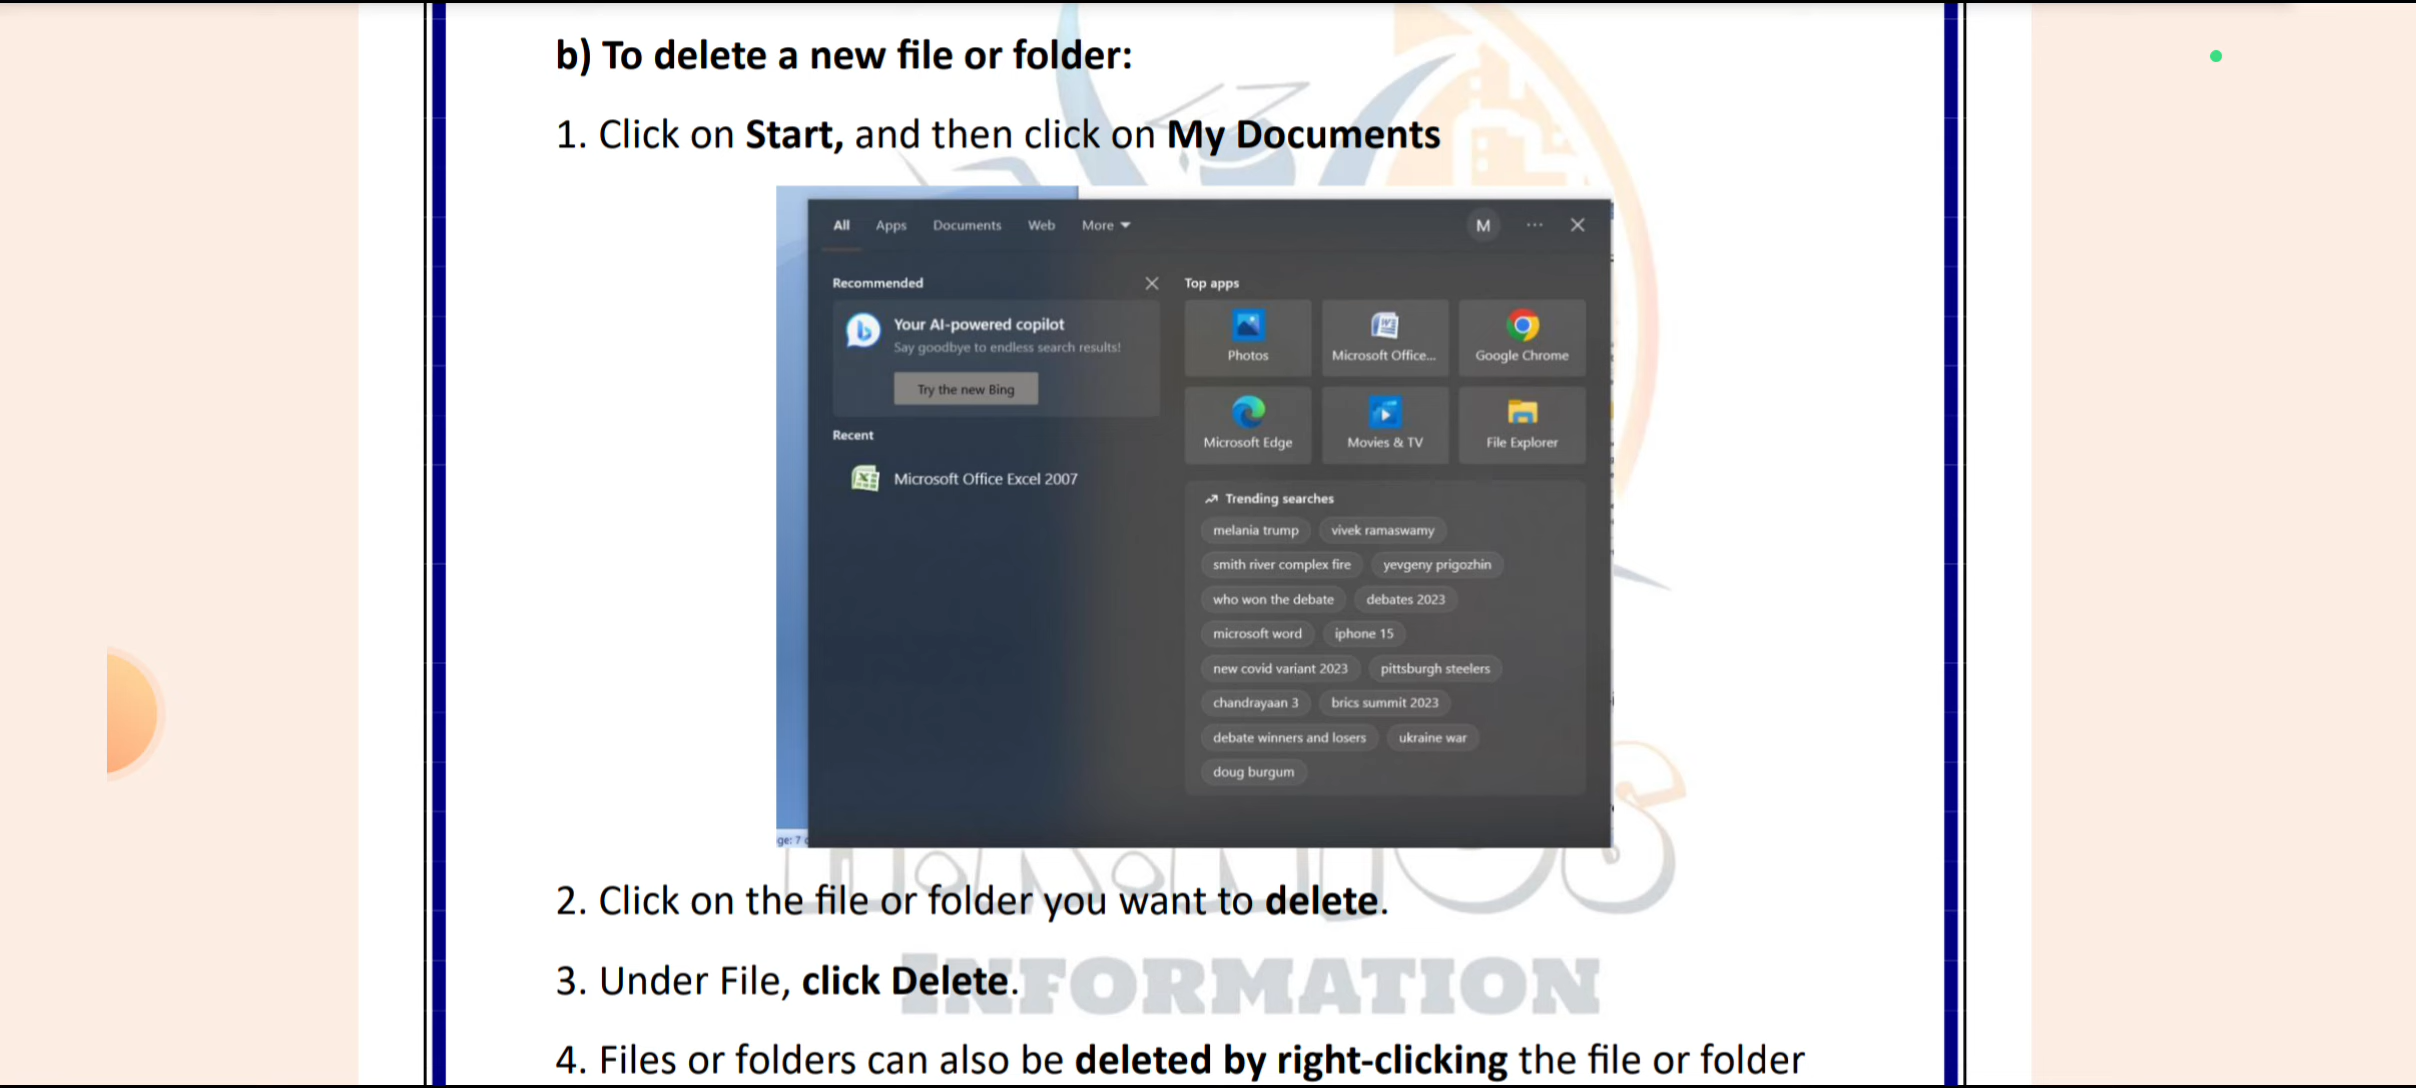 b) To delete a new file or folder:
1. Click on Start, and then click on My Documents
All Apps Documents Web More M ... X
Recommended
Your AI-powered copilot
Say goodbye to endless search results!
Try the new Bing
Recent
Microsoft Office Excel 2007
Top apps
Photos Microsoft Office... Google Chrome
Microsoft Edge Movies & TV File Explorer
Trending searches
melania trump vivek ramaswamy
smith river complex fire yevgeny prigozhin
who won the debate debates 2023
microsoft word iphone 15
new covid variant 2023 pittsburgh steelers
chandrayaan 3 brics summit 2023
debate winners and losers ukraine war
doug burgum
ge: 7
2. Click on the file or folder you want to delete.
INFORMATION
3. Under File, click Delete.
4. Files or folders can also be deleted by right-clicking the file or folder